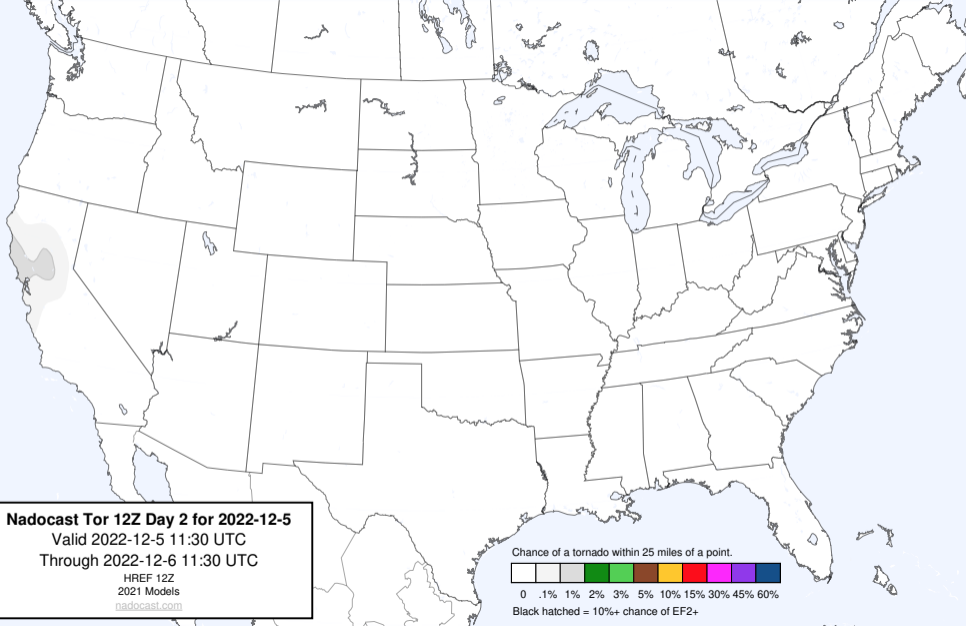 Nadocast Tor 12Z Day 2 for 2022-12-5
Valid 2022-12-5 11:30 UTC
Through 2022-12-6 11:30 UTC
HREF 12Z
2021 Models
nadocast.com
Chance of a tornado within 25 miles of a point.
0 .1% 1% 2% 3% 5% 10% 15% 30% 45% 60%
Black hatched = 10%+ chance of EF2+